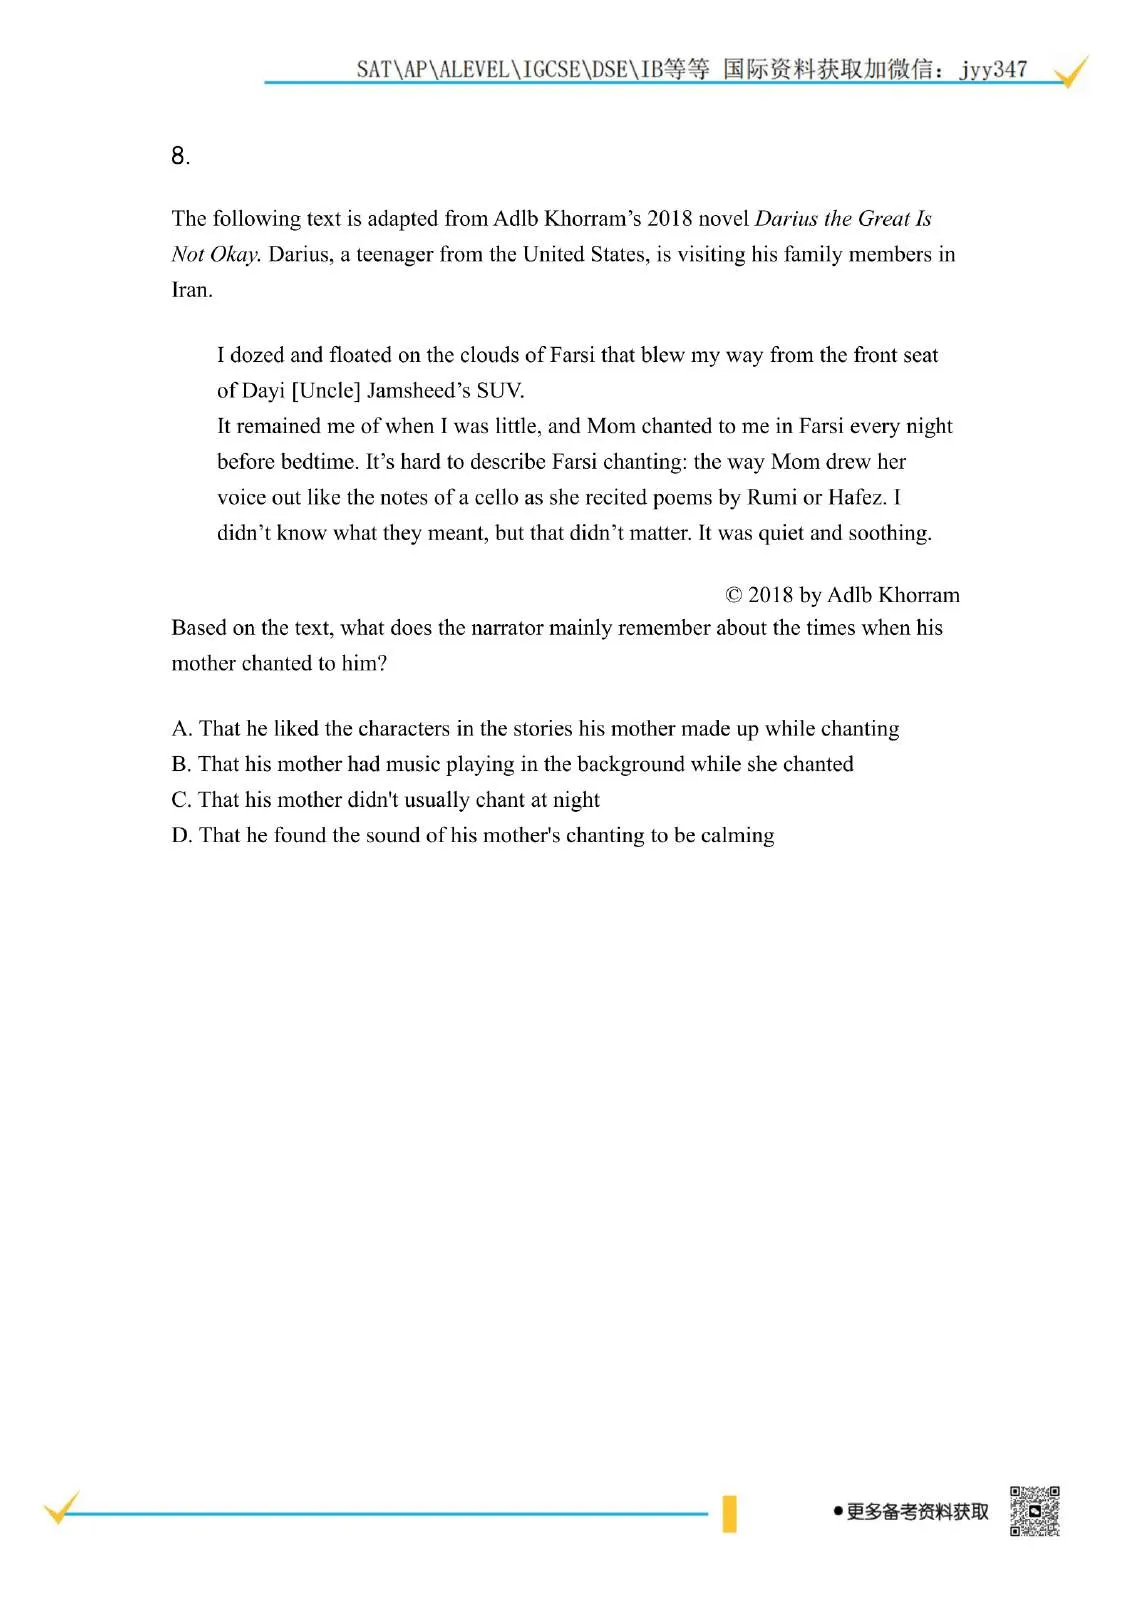 SAT\AP\ALEVEL\IGCSE\DSE\IB等等 国际资料获取加微信：jyy347
8.
The following text is adapted from Adlb Khorram’s 2018 novel Darius the Great Is
Not Okay. Darius, a teenager from the United States, is visiting his family members in
Iran.
I dozed and floated on the clouds of Farsi that blew my way from the front seat
of Dayi [Uncle] Jamsheed’s SUV.
It remained me of when I was little, and Mom chanted to me in Farsi every night
before bedtime. It’s hard to describe Farsi chanting: the way Mom drew her
voice out like the notes of a cello as she recited poems by Rumi or Hafez. I
didn’t know what they meant, but that didn’t matter. It was quiet and soothing.
© 2018 by Adlb Khorram
Based on the text, what does the narrator mainly remember about the times when his
mother chanted to him?
A. That he liked the characters in the stories his mother made up while chanting
B. That his mother had music playing in the background while she chanted
C. That his mother didn't usually chant at night
D. That he found the sound of his mother's chanting to be calming
●更多备考资料获取